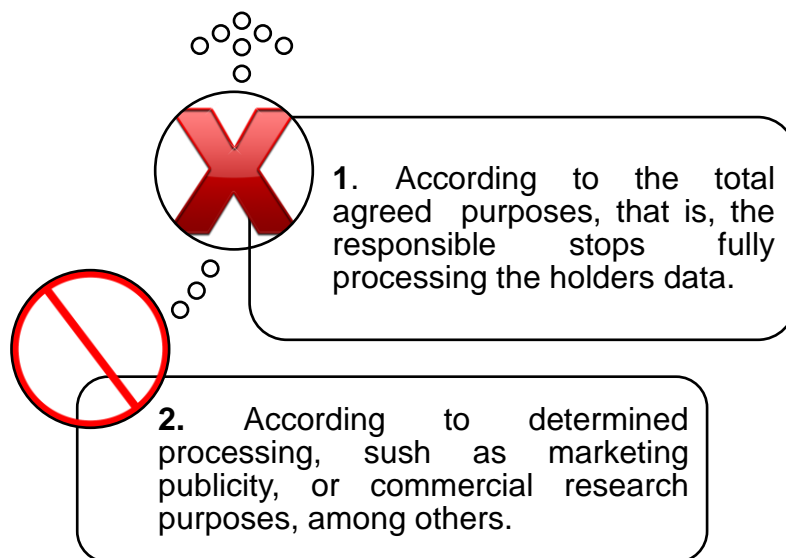 1. According to the total
agreed purposes, that is, the
responsible stops fully
processing the holders data.
2. According to determined
processing, sush as marketing
publicity, or commercial research
purposes, among others.